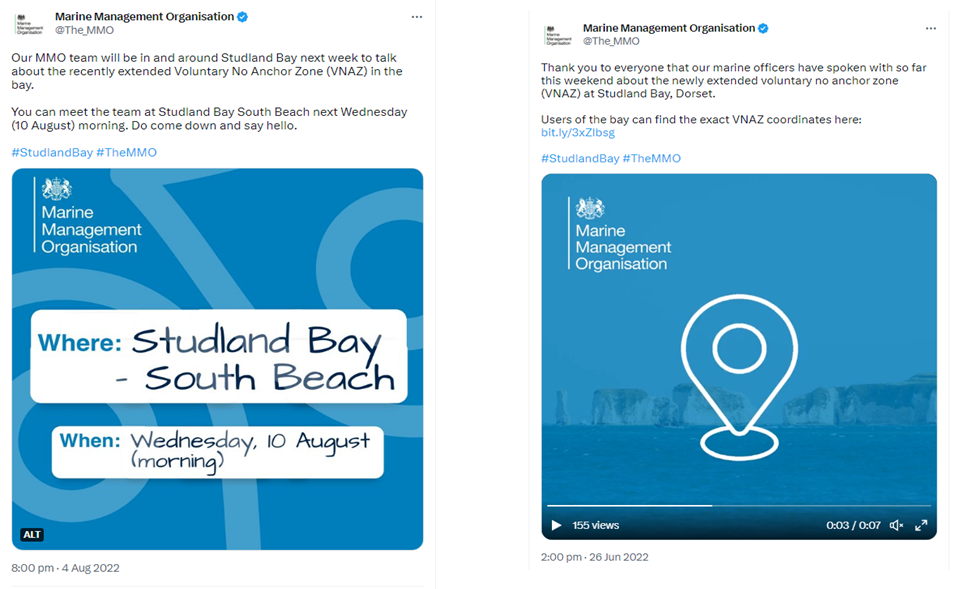 Marine Management Organisation
@The_MMO
Our MMO team will be in and around Studland Bay next week to talk
about the recently extended Voluntary No Anchor Zone (VNAZ) in the
bay.
You can meet the team at Studland Bay South Beach next Wednesday
(10 August) morning. Do come down and say hello.
#StudlandBay #TheMMO
Marine
Management
Organisation
Where: Studland Bay
- South Beach
When: Wednesday, 10 August
(morning)
ALT
8:00 pm · 4 Aug 2022
Marine Management Organisation
@The_MMO
Thank you to everyone that our marine officers have spoken with so far
this weekend about the newly extended voluntary no anchor zone
(VNAZ) at Studland Bay, Dorset.
Users of the bay can find the exact VNAZ coordinates here:
bit.ly/3xZlbsg
#StudlandBay #TheMMO
Marine
Management
Organisation
155 views
0:03 / 0:07
2:00 pm · 26 Jun 2022